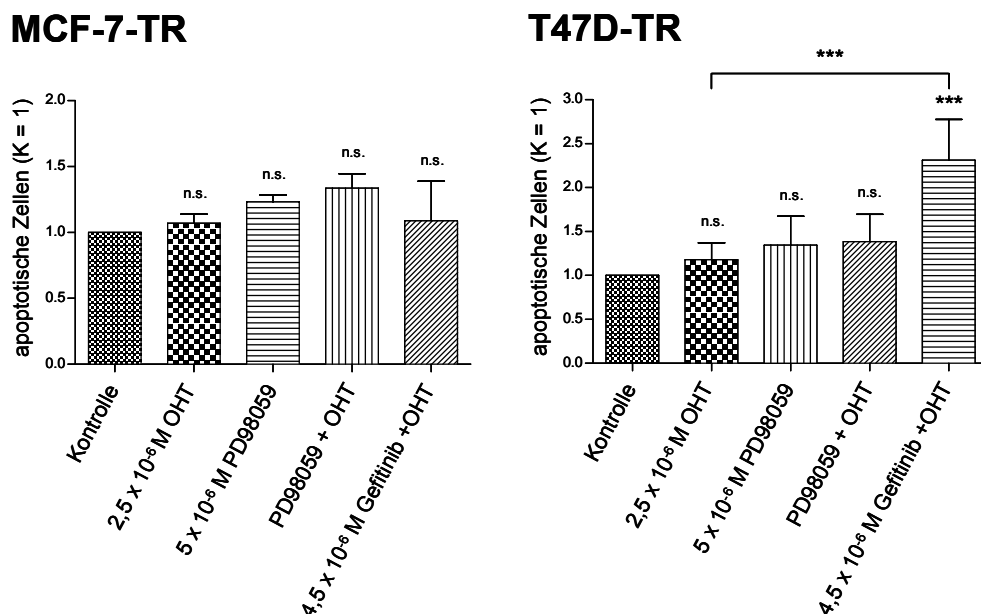 MCF-7-TR
apoptotische Zellen (K = 1)
2.0
1.5
1.0
0.5
0.0
n.s.
n.s.
n.s.
n.s.
Kontrolle
2,5 x 10⁻⁶ M OHT
5 x 10⁻⁶ M PD98059
PD98059 + OHT
4,5 x 10⁻⁶ M Gefitinib +OHT
T47D-TR
apoptotische Zellen (K = 1)
3.0
2.5
2.0
1.5
1.0
0.5
0.0
***
***
n.s.
n.s.
n.s.
Kontrolle
2,5 x 10⁻⁶ M OHT
5 x 10⁻⁶ M PD98059
PD98059 + OHT
4,5 x 10⁻⁶ M Gefitinib +OHT